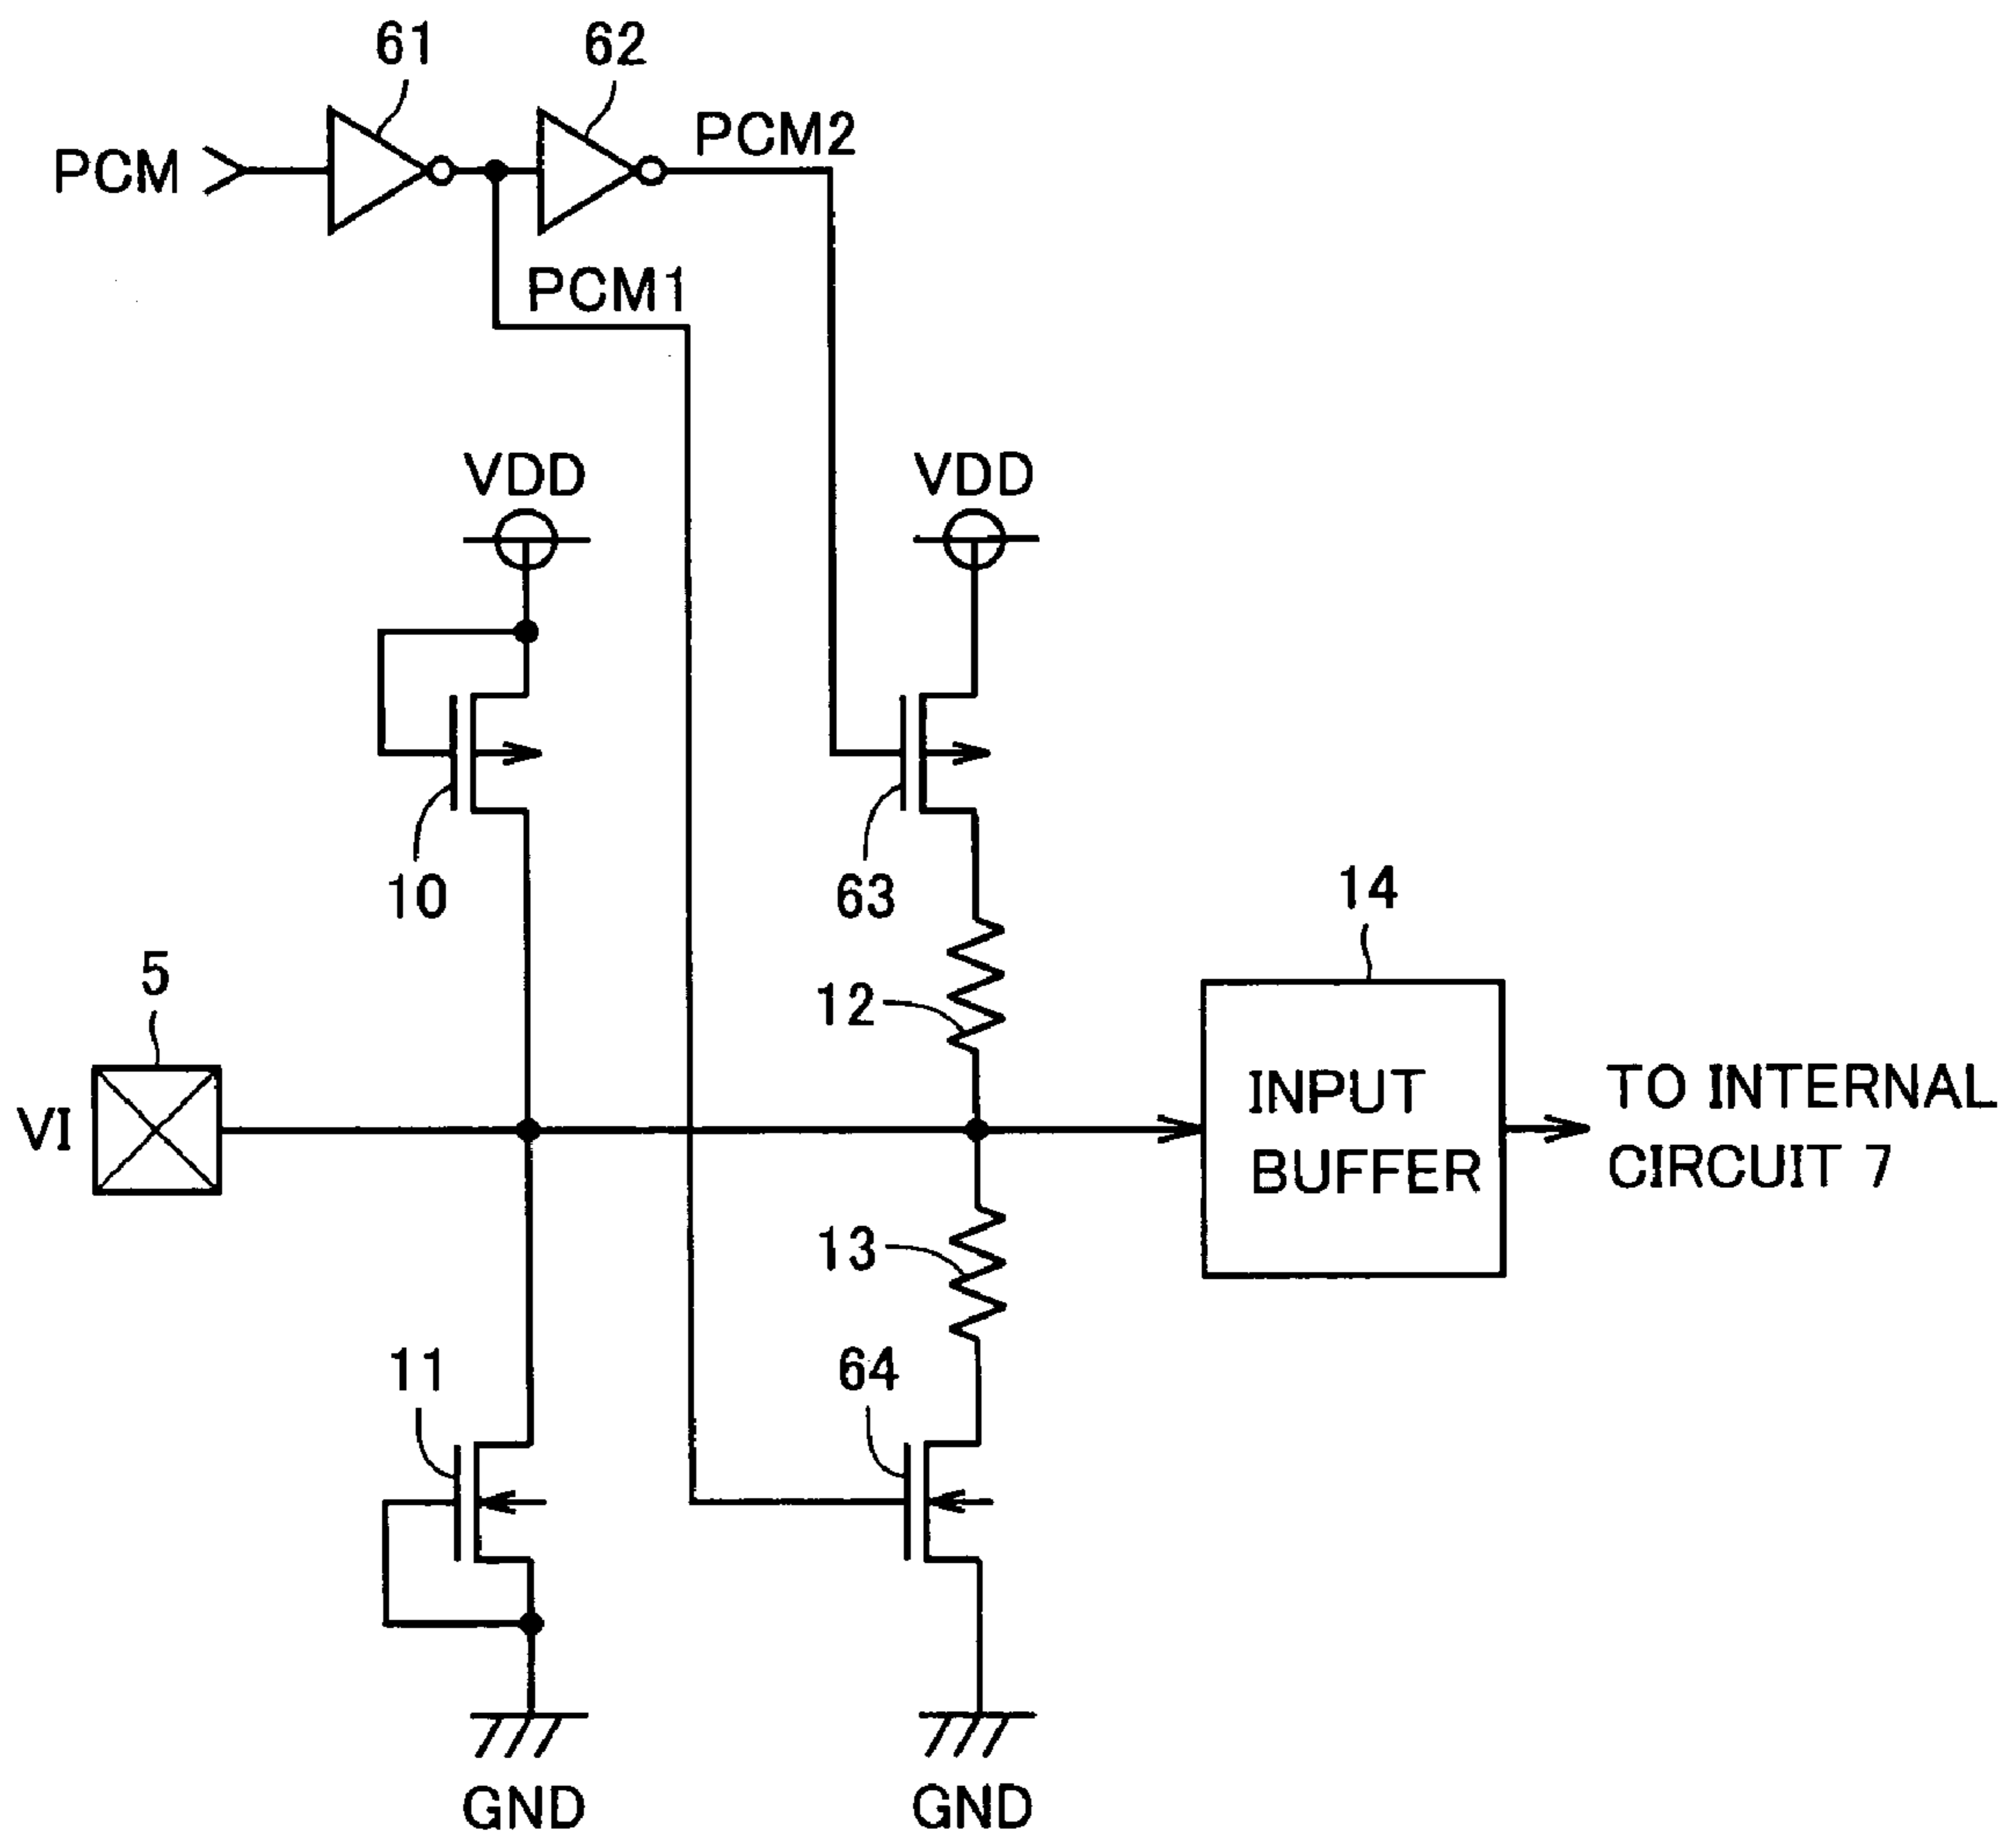 61
62
PCM
PCM2
PCM1
VDD
VDD
10
63
14
5
12
VI
INPUT
BUFFER
TO INTERNAL
CIRCUIT 7
13
11
64
GND
GND